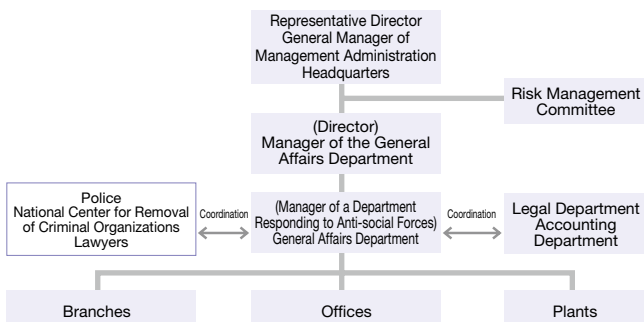 Representative Director
General Manager of
Management Administration
Headquarters
Risk Management
Committee
(Director)
Manager of the General
Affairs Department
Police
National Center for Removal
of Criminal Organizations
Lawyers
Coordination
(Manager of a Department
Responding to Anti-social Forces)
General Affairs Department
Coordination
Legal Department
Accounting
Department
Branches
Offices
Plants